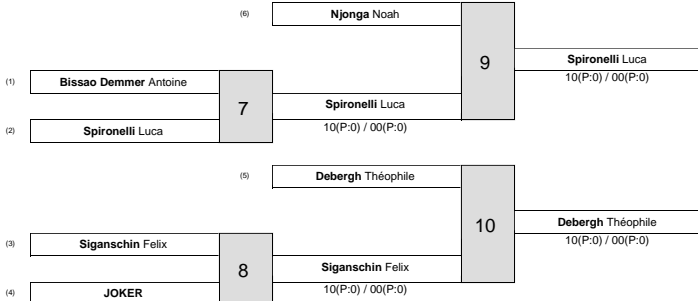 (6) Njonga Noah
9
Spironelli Luca
10(P:0) / 00(P:0)
(1) Bissao Demmer Antoine
7
Spironelli Luca
10(P:0) / 00(P:0)
(2) Spironelli Luca
(5) Debergh Théophile
10
Debergh Théophile
10(P:0) / 00(P:0)
(3) Siganschin Felix
8
Siganschin Felix
10(P:0) / 00(P:0)
(4) JOKER